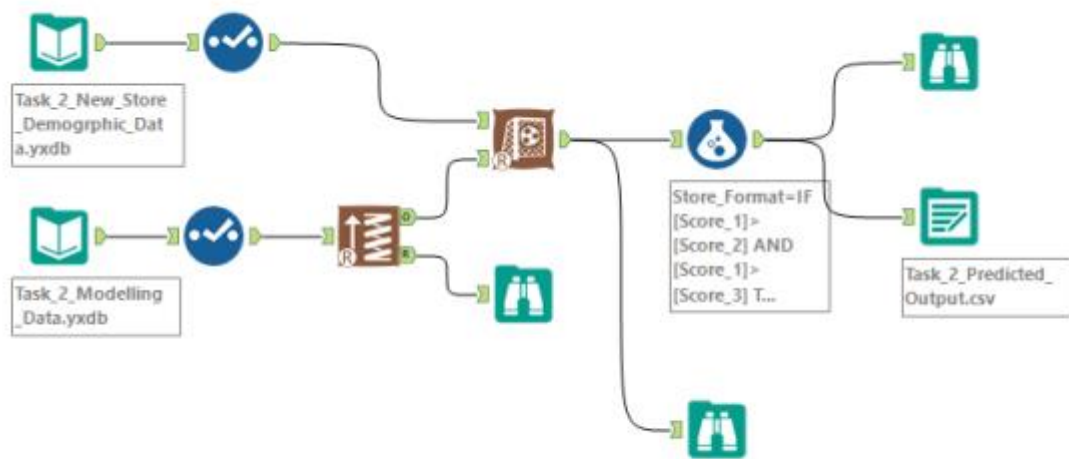 Task_2_New_Store
_Demogrphic_Dat
a.yxdb
R
Store_Format=IF
[Score_1]>
[Score_2] AND
[Score_1]>
[Score_3] T...
Task_2_Predicted_
Output.csv
Task_2_Modelling
_Data.yxdb
R
O
R